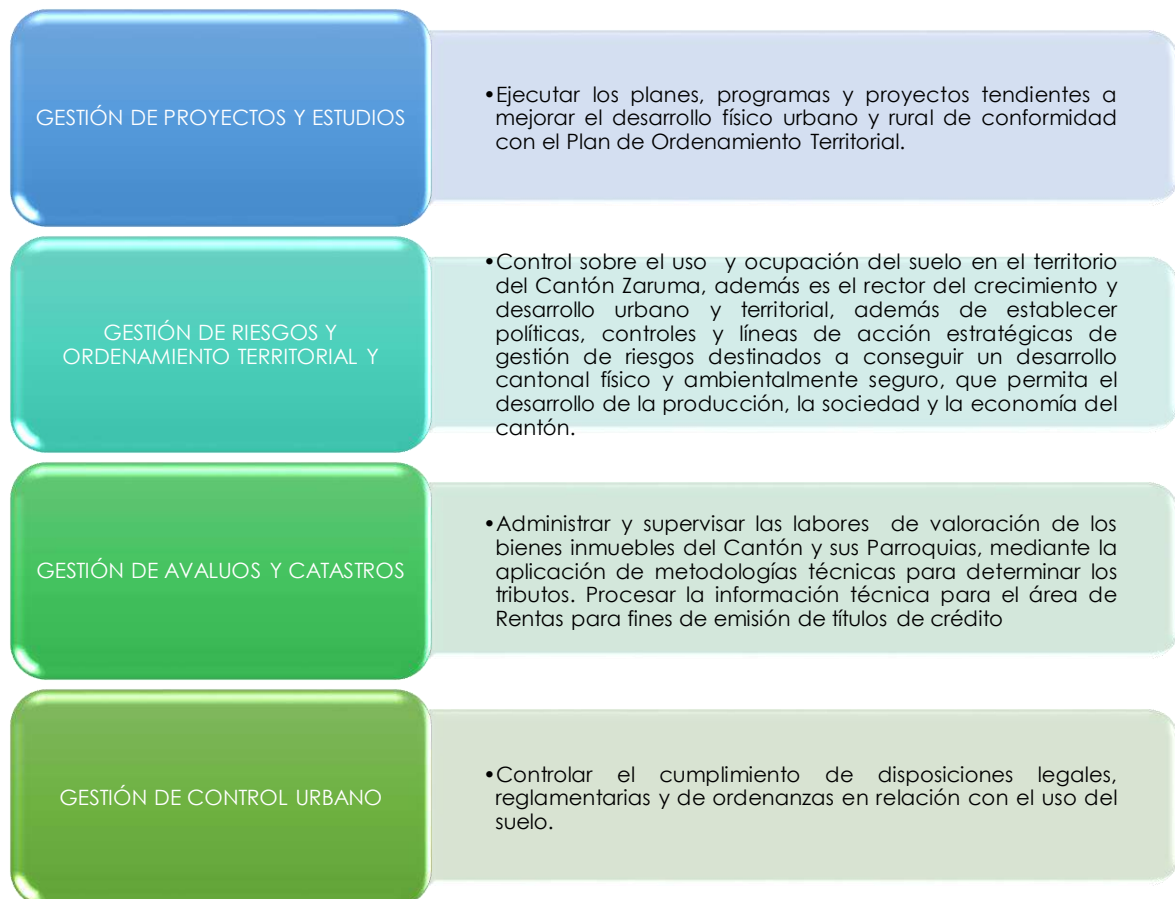 GESTIÓN DE PROYECTOS Y ESTUDIOS
•Ejecutar los planes, programas y proyectos tendientes a
mejorar el desarrollo físico urbano y rural de conformidad
con el Plan de Ordenamiento Territorial.
GESTIÓN DE RIESGOS Y
ORDENAMIENTO TERRITORIAL Y
•Control sobre el uso y ocupación del suelo en el territorio
del Cantón Zaruma, además es el rector del crecimiento y
desarrollo urbano y territorial, además de establecer
políticas, controles y líneas de acción estratégicas de
gestión de riesgos destinados a conseguir un desarrollo
cantonal físico y ambientalmente seguro, que permita el
desarrollo de la producción, la sociedad y la economía del
cantón.
GESTIÓN DE AVALUOS Y CATASTROS
•Administrar y supervisar las labores de valoración de los
bienes inmuebles del Cantón y sus Parroquias, mediante la
aplicación de metodologías técnicas para determinar los
tributos. Procesar la información técnica para el área de
Rentas para fines de emisión de títulos de crédito
GESTIÓN DE CONTROL URBANO
•Controlar el cumplimiento de disposiciones legales,
reglamentarias y de ordenanzas en relación con el uso del
suelo.